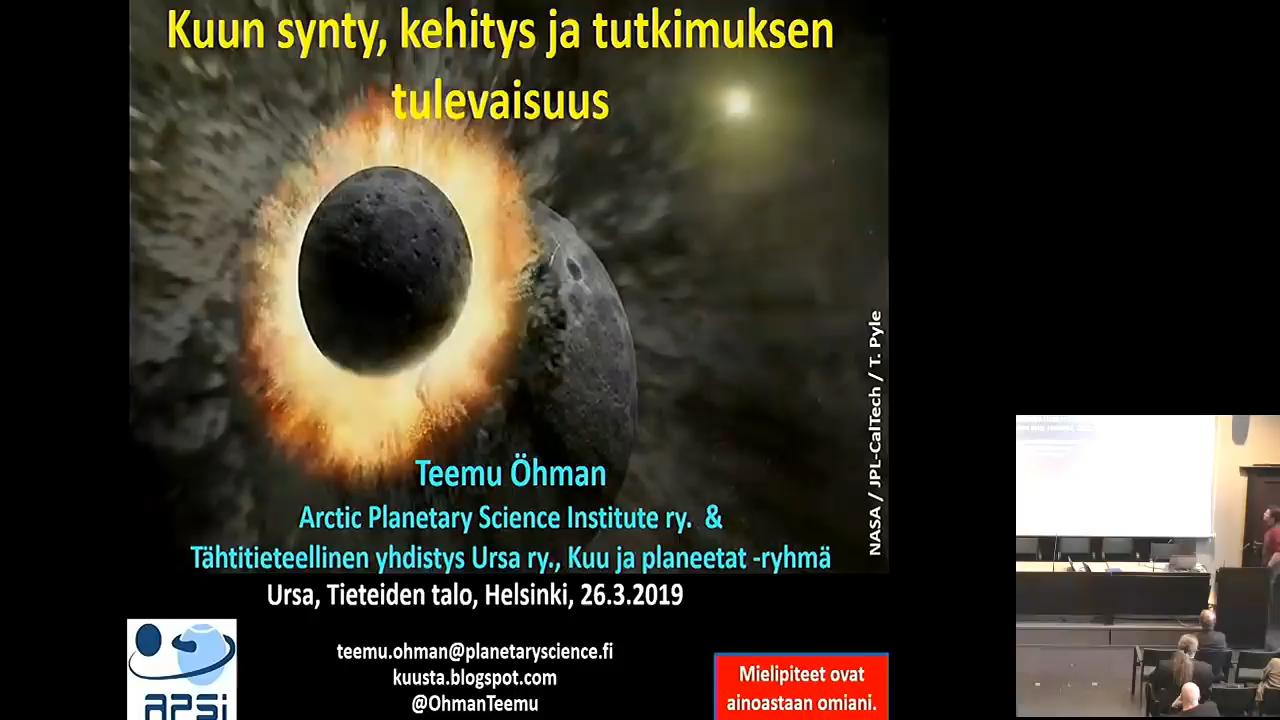 Kuun synty, kehitys ja tutkimuksen
tulevaisuus
NASA / JPL-CalTech / T. Pyle
Teemu Öhman
Arctic Planetary Science Institute ry. &
Tähtitieteellinen yhdistys Ursa ry., Kuu ja planeetat -ryhmä
Ursa, Tieteiden talo, Helsinki, 26.3.2019
teemu.ohman@planetaryscience.fi
kuusta.blogspot.com
@OhmanTeemu
Mielipiteet ovat
ainoastaan omiani.
APSI